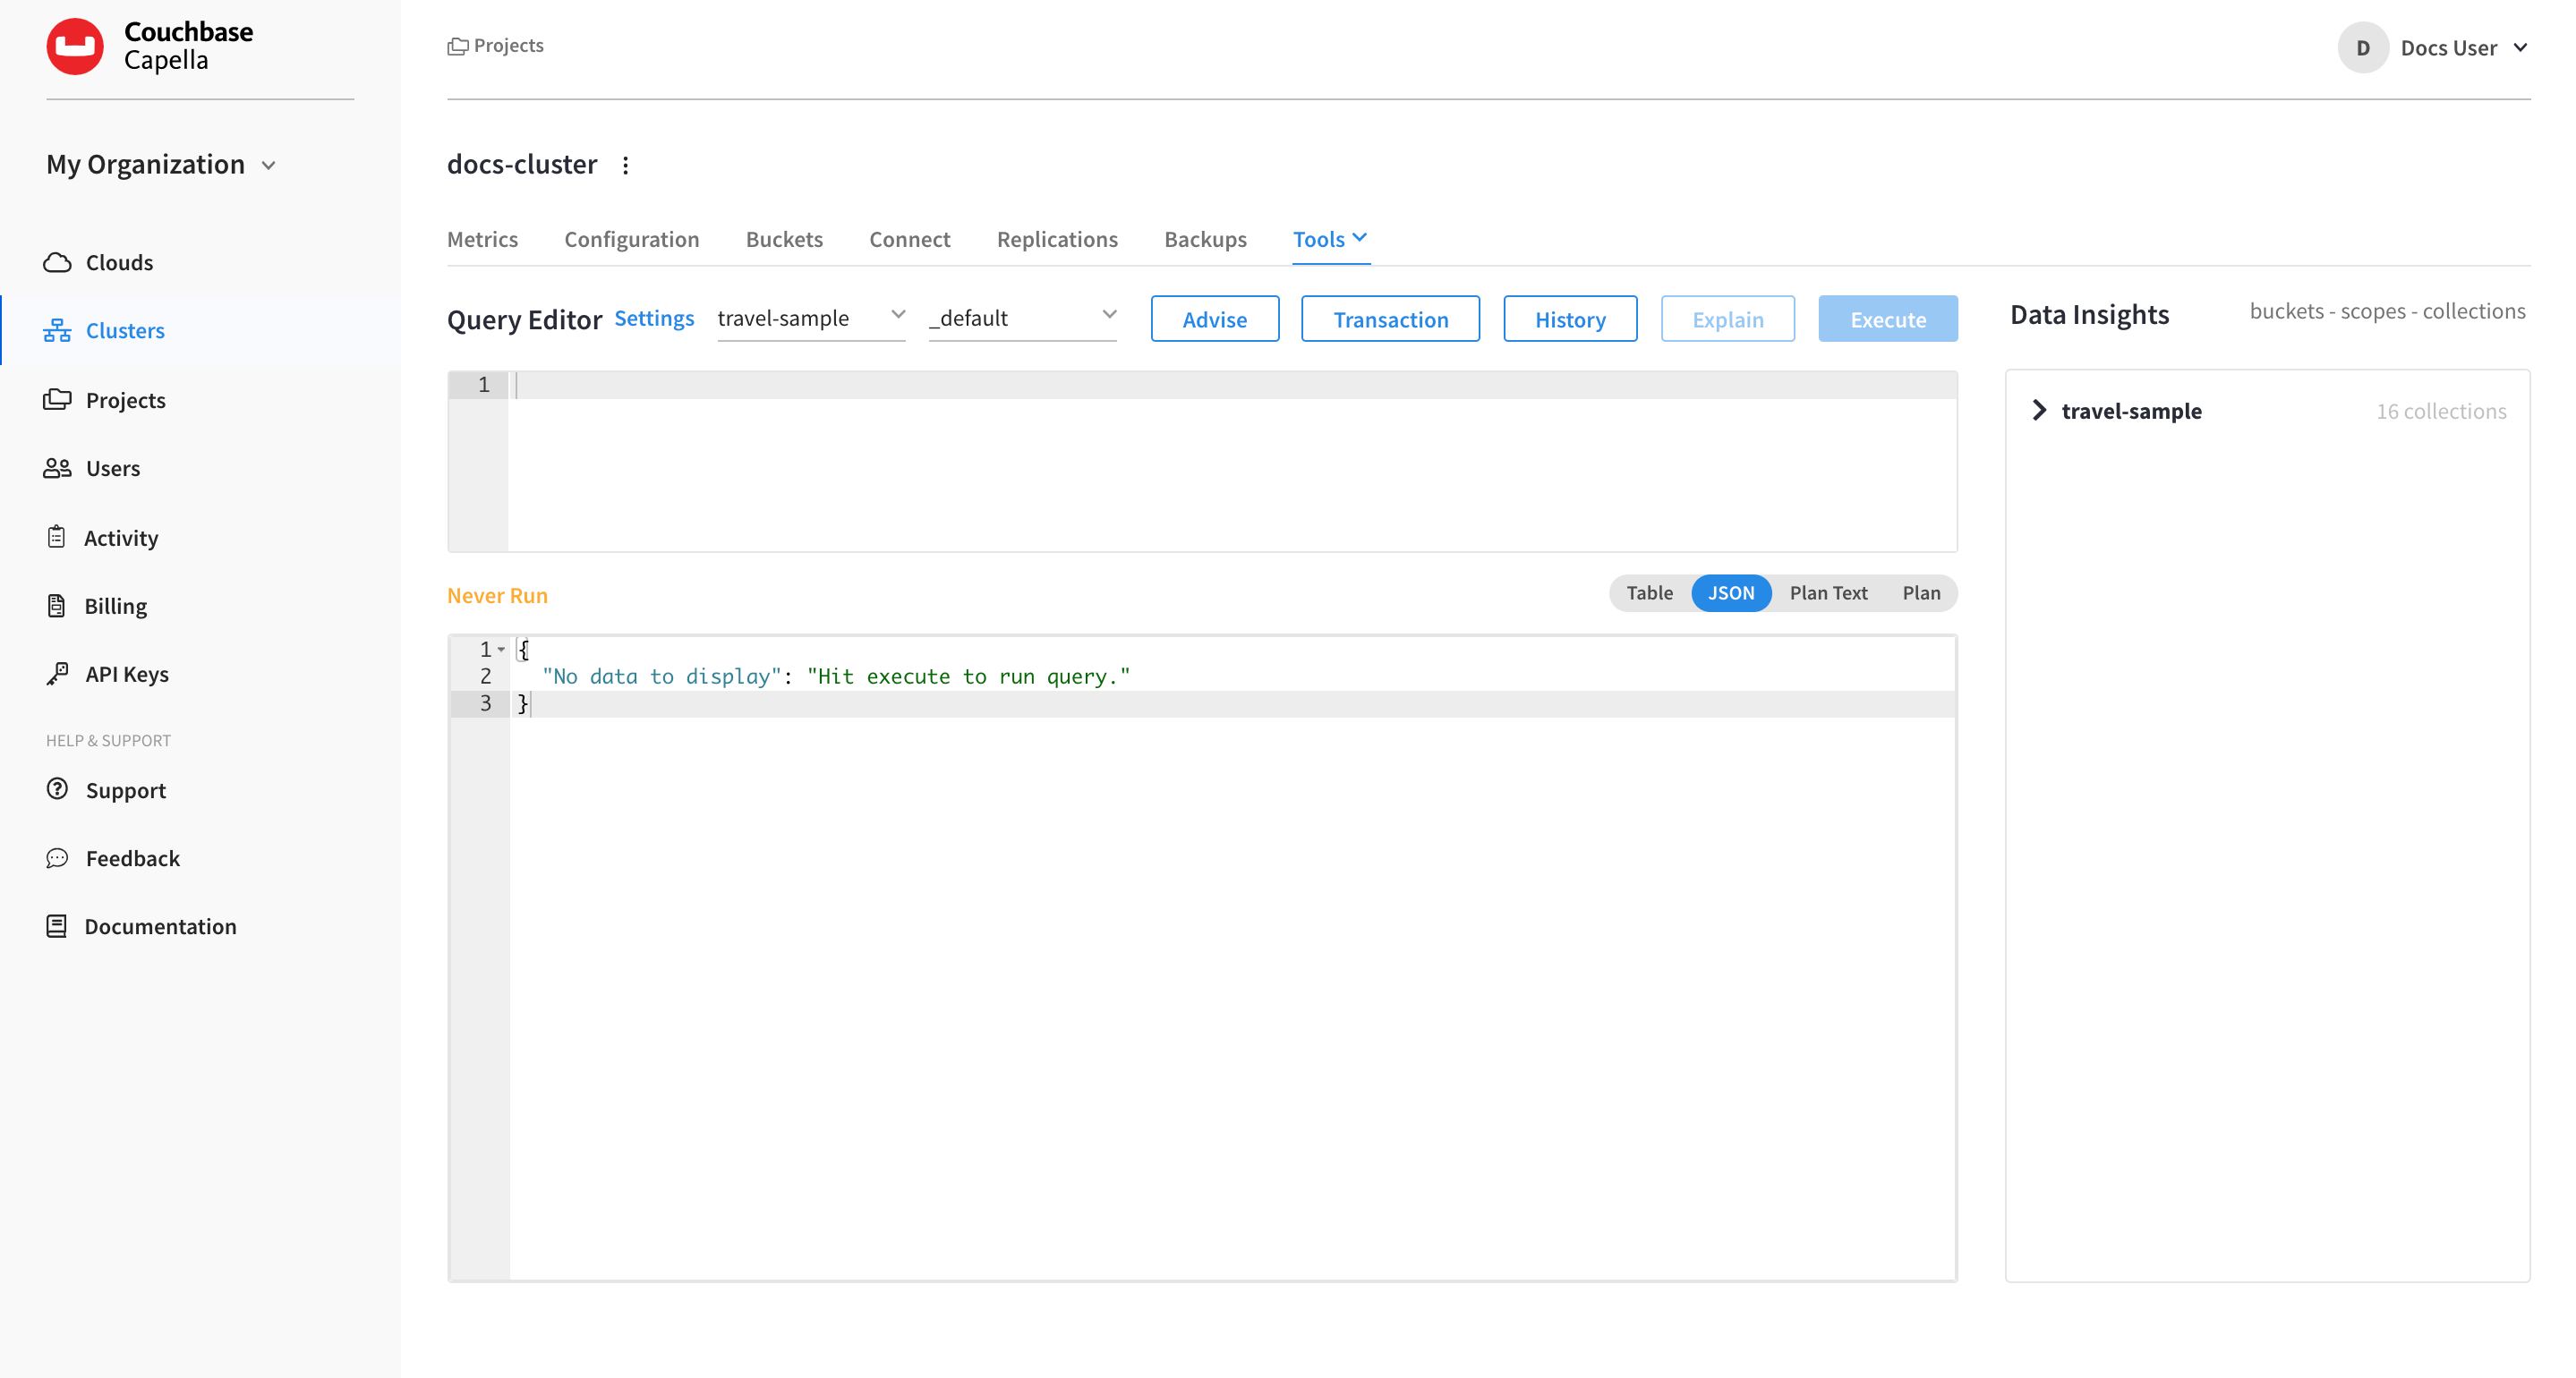 Couchbase
Capella
My Organization
Clouds
Clusters
Projects
Users
Activity
Billing
API Keys
HELP & SUPPORT
Support
Feedback
Documentation
Projects
D Docs User
docs-cluster
Metrics Configuration Buckets Connect Replications Backups Tools
Query Editor Settings travel-sample _default Advise Transaction History Explain Execute
1
Never Run Table JSON Plan Text Plan
1 {
2 "No data to display": "Hit execute to run query."
3 }
Data Insights buckets - scopes - collections
travel-sample 16 collections